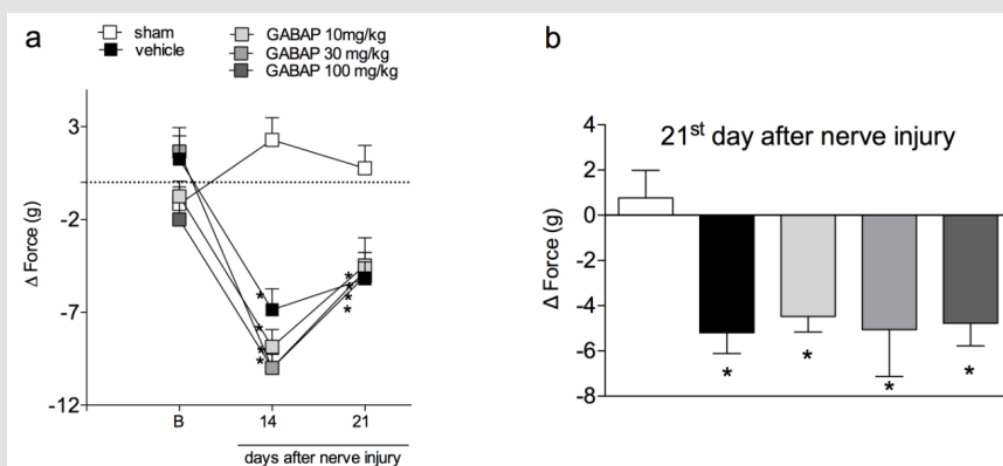 a
sham
vehicle
GABAP 10mg/kg
GABAP 30 mg/kg
GABAP 100 mg/kg
Δ Force (g)
3
-2
-7
-12
*
*
*
*
*
*
*
*
B
14
21
days after nerve injury
b
21st day after nerve injury
Δ Force (g)
4
2
0
-2
-4
-6
-8
*
*
*
*